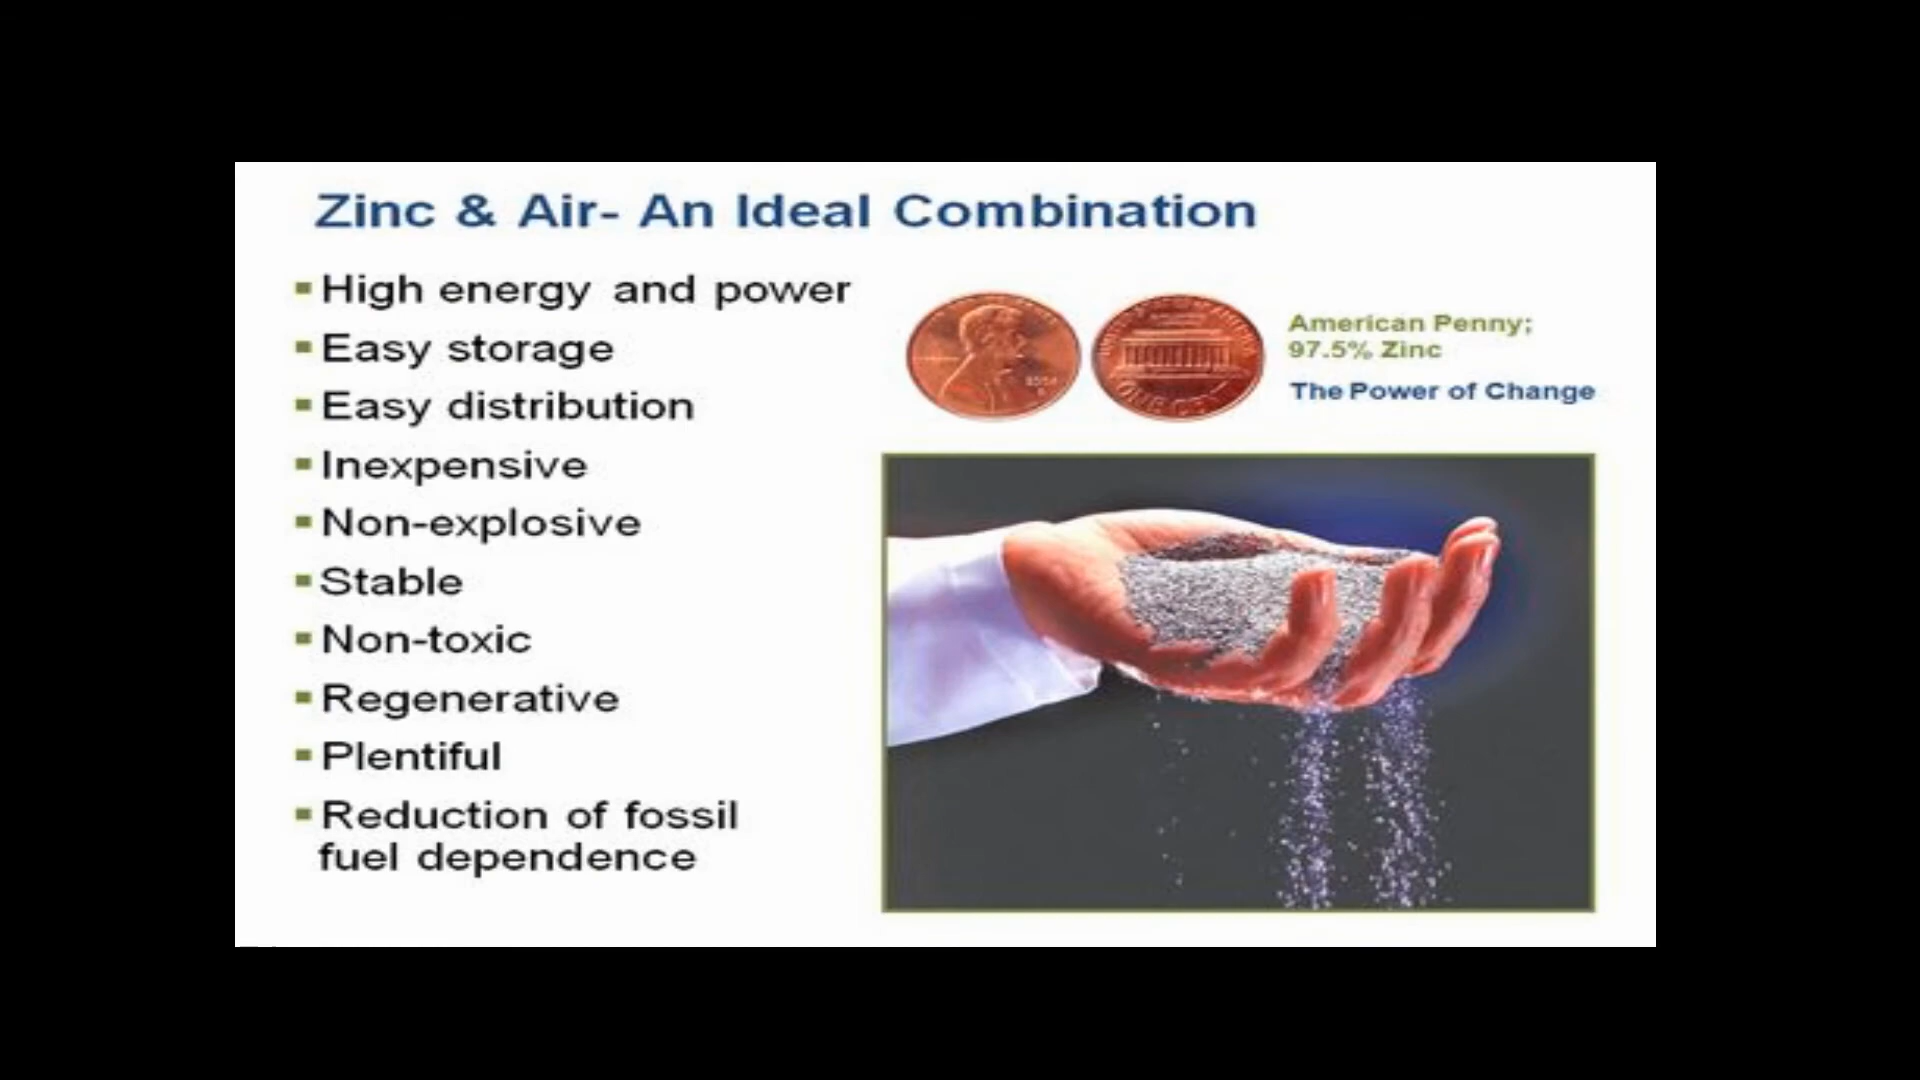 Zinc & Air- An Ideal Combination
High energy and power
Easy storage
Easy distribution
Inexpensive
Non-explosive
Stable
Non-toxic
Regenerative
Plentiful
Reduction of fossil
fuel dependence
American Penny;
97.5% Zinc
The Power of Change